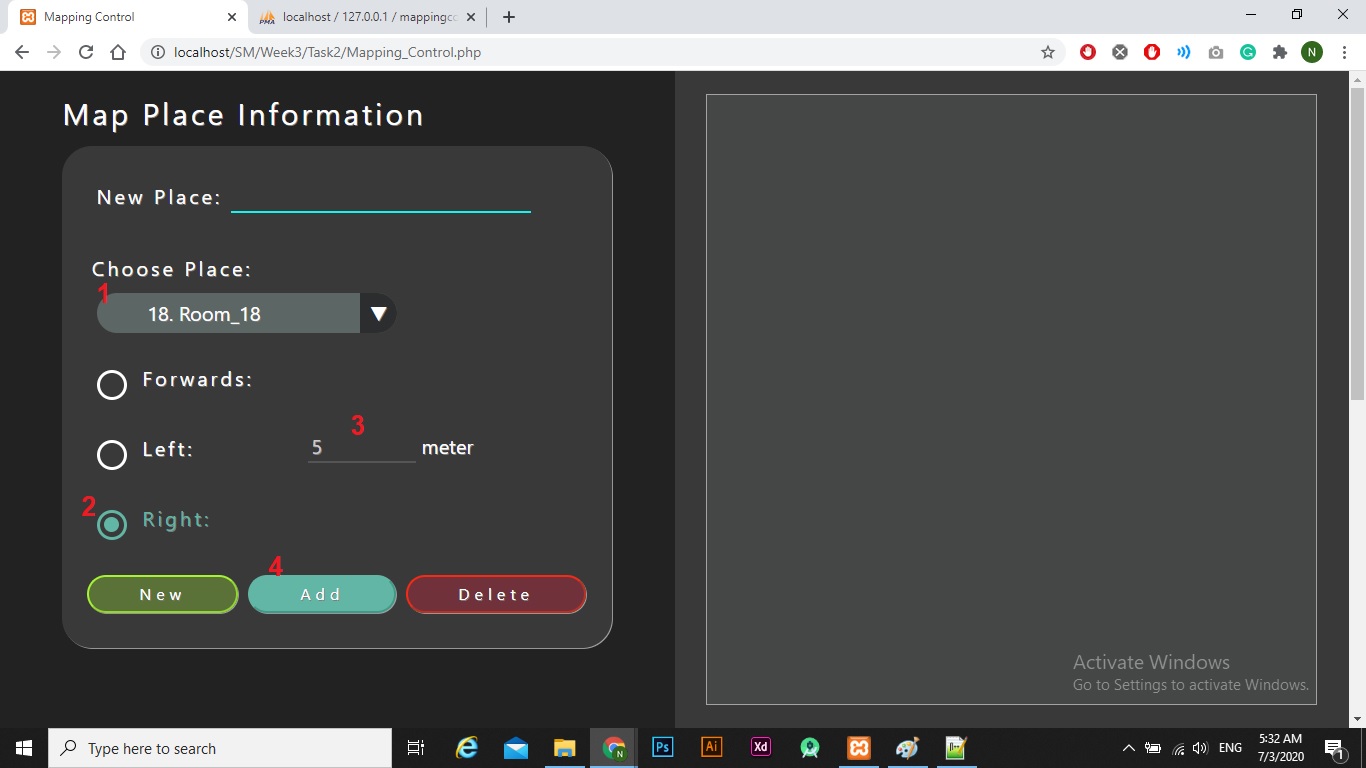 Mapping Control
localhost / 127.0.0.1 / mappingco
localhost/SM/Week3/Task2/Mapping_Control.php
N
Map Place Information
New Place:
Choose Place:
1
18. Room_18
Forwards:
3
Left: 5 meter
2
Right:
4
New Add Delete
Activate Windows
Go to Settings to activate Windows.
Type here to search
N
Ps
Ai
Xd
ENG
5:32 AM
7/3/2020
1